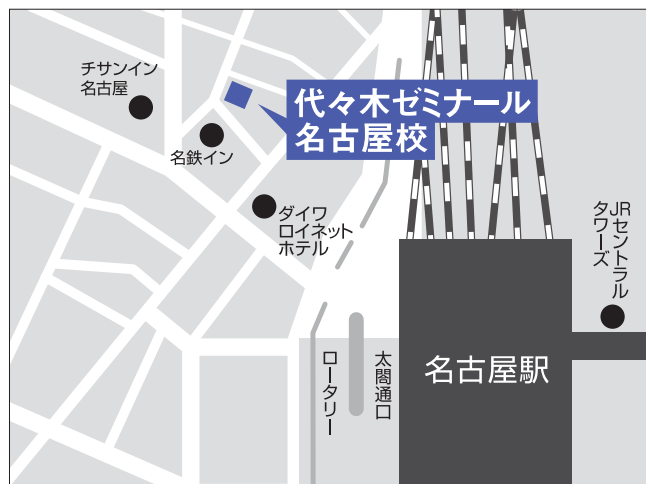 チサンイン
名古屋
代々木ゼミナール
名古屋校
名鉄イン
ダイワ
ロイネット
ホテル
JRセントラル
タワーズ
ロータリー
太閤通口
名古屋駅